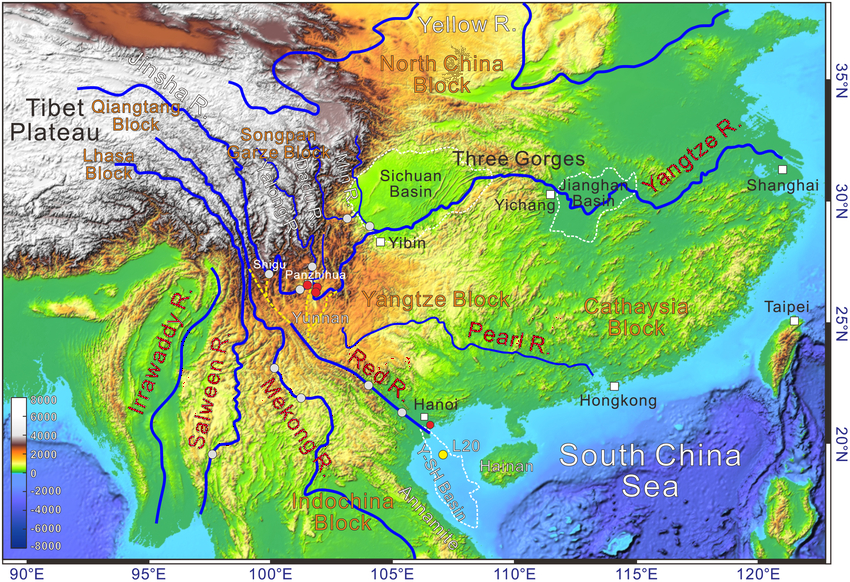 Yellow R.
North China
Block
35°N
Jinsha R.
Tibet
Plateau
Qiangtang
Block
Songpan
Garze Block
Lhasa
Block
Three Gorges
Yangtze R.
Sichuan
Basin
Jianghan
Basin
Yichang
Shanghai
30°N
Yibin
Shigu
Panzhihua
Yangtze Block
Cathaysia
Block
Taipei
Yunnan
25°N
Irrawaddy R.
Salween R.
Mekong R.
Red R.
Pearl R.
Hongkong
Hanoi
8000
6000
4000
2000
0
-2000
-4000
-6000
-8000
L20
Hainan
Y-SH Basin
South China
Sea
20°N
Indochina
Block
Annamite
90°E
95°E
100°E
105°E
110°E
115°E
120°E